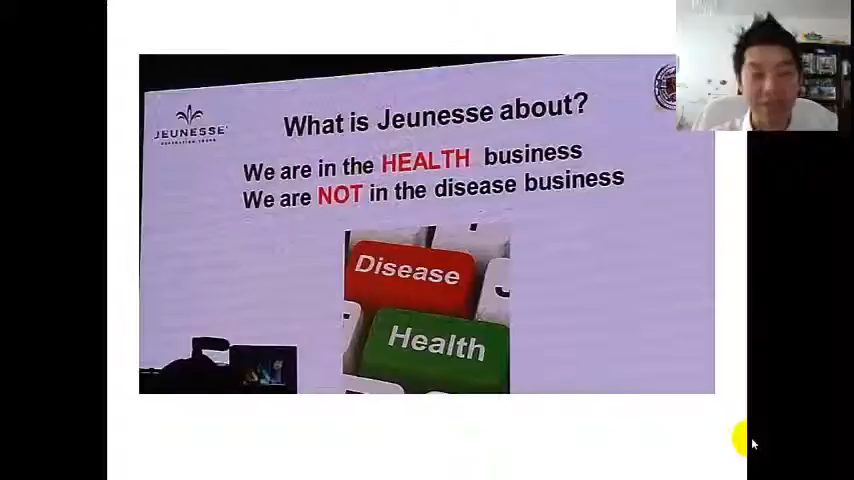 What is Jeunesse about?
JEUNESSE
We are in the HEALTH business
We are NOT in the disease business
Disease
Health